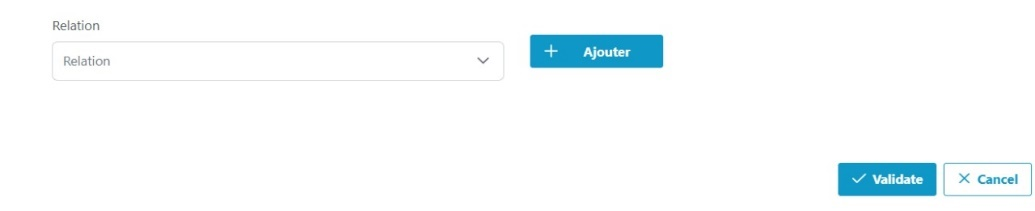 Relation
Relation
Ajouter
Validate
Cancel